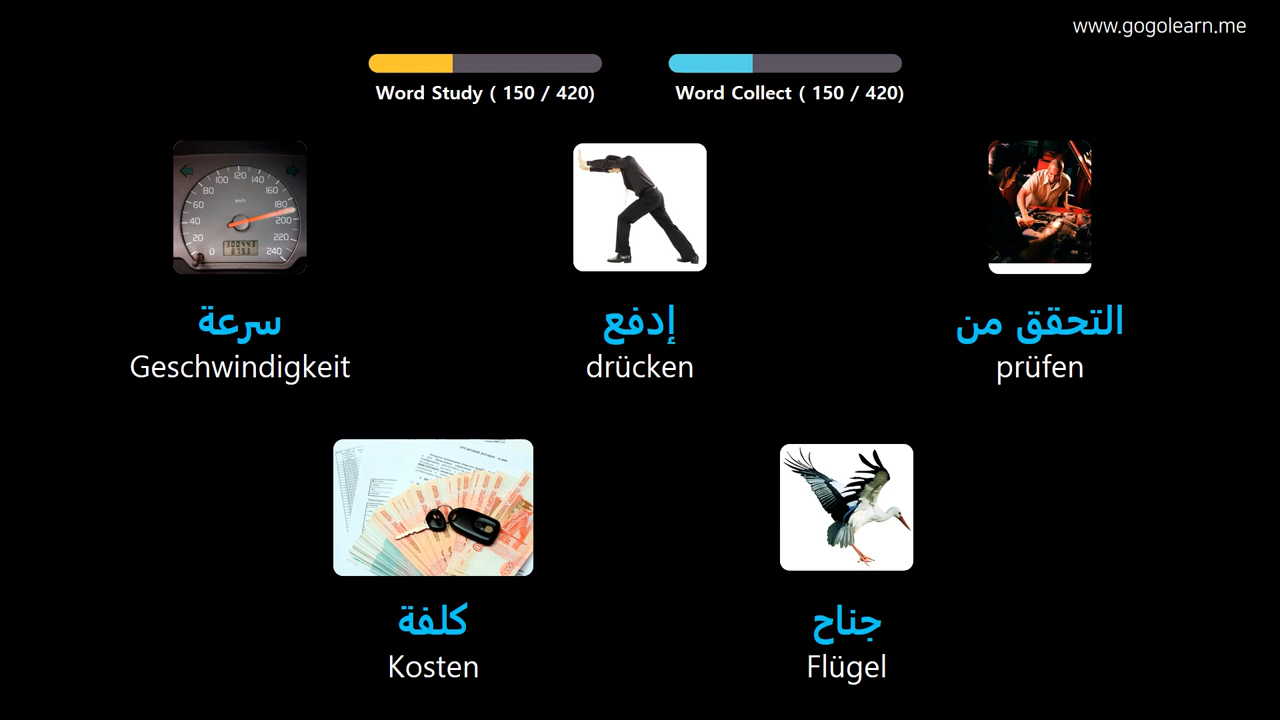 www.gogolearn.me
Word Study ( 150 / 420)
Word Collect ( 150 / 420)
سرعة
Geschwindigkeit
إدفع
drücken
التحقق من
prüfen
كلفة
Kosten
جناح
Flügel